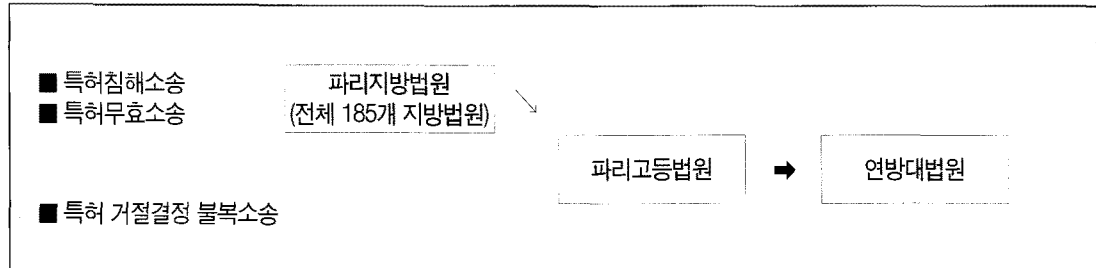 ■ 특허침해소송
■ 특허무효소송
파리지방법원
(전체 185개 지방법원)
↘
파리고등법원 ➡ 연방대법원
■ 특허 거절결정 불복소송